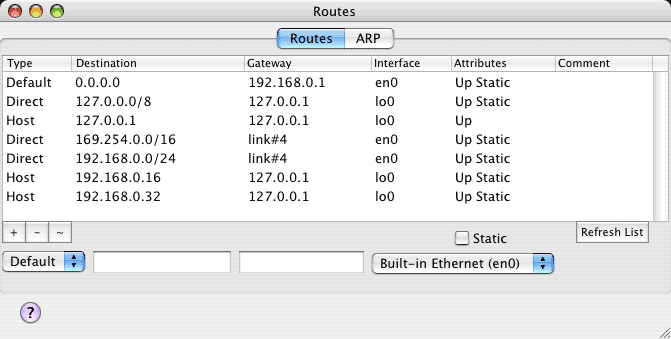 Routes
Routes ARP
Type Destination Gateway Interface Attributes Comment
Default 0.0.0.0 192.168.0.1 en0 Up Static
Direct 127.0.0.0/8 127.0.0.1 lo0 Up Static
Host 127.0.0.1 127.0.0.1 lo0 Up
Direct 169.254.0.0/16 link#4 en0 Up Static
Direct 192.168.0.0/24 link#4 en0 Up Static
Host 192.168.0.16 127.0.0.1 lo0 Up Static
Host 192.168.0.32 127.0.0.1 lo0 Up Static
+ - ~ Static Refresh List
Default Built-in Ethernet (en0)
?